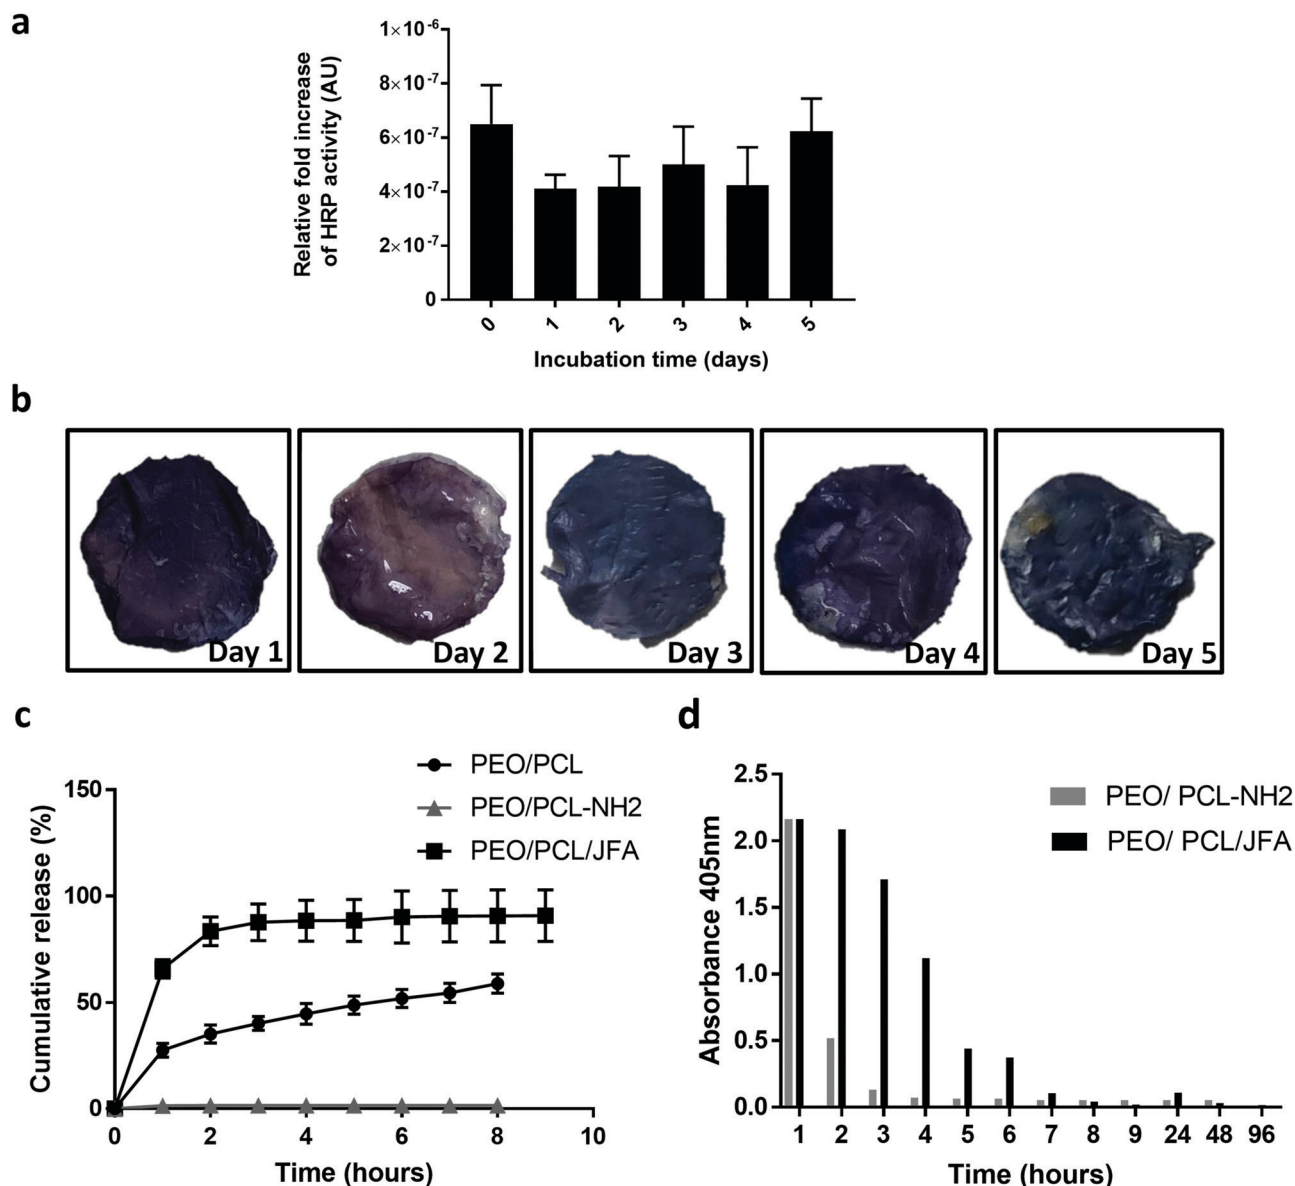 a
Relative fold increase
of HRP activity (AU)
1×10⁻⁶
8×10⁻⁷
6×10⁻⁷
4×10⁻⁷
2×10⁻⁷
0
0 1 2 3 4 5
Incubation time (days)
b
Day 1 Day 2 Day 3 Day 4 Day 5
c
PEO/PCL
PEO/PCL-NH2
PEO/PCL/JFA
Cumulative release (%)
150
100
50
0
0 2 4 6 8 10
Time (hours)
d
PEO/ PCL-NH2
PEO/ PCL/JFA
Absorbance 405nm
2.5
2.0
1.5
1.0
0.5
0.0
1 2 3 4 5 6 7 8 9 24 48 96
Time (hours)